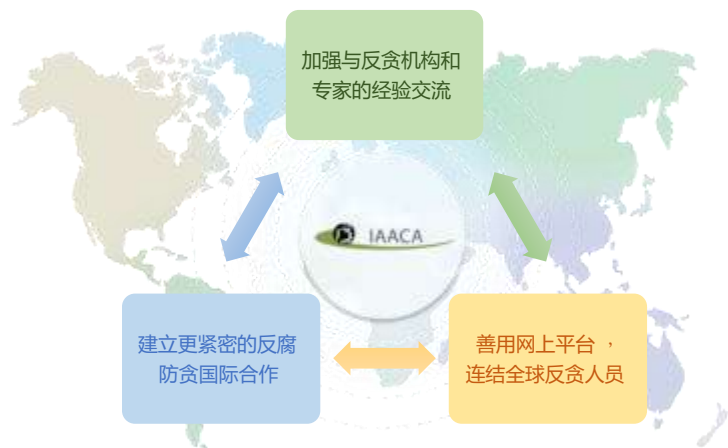 加强与反贪机构和
专家的经验交流
IAACA
建立更紧密的反腐
防贪国际合作
善用网上平台，
连结全球反贪人员